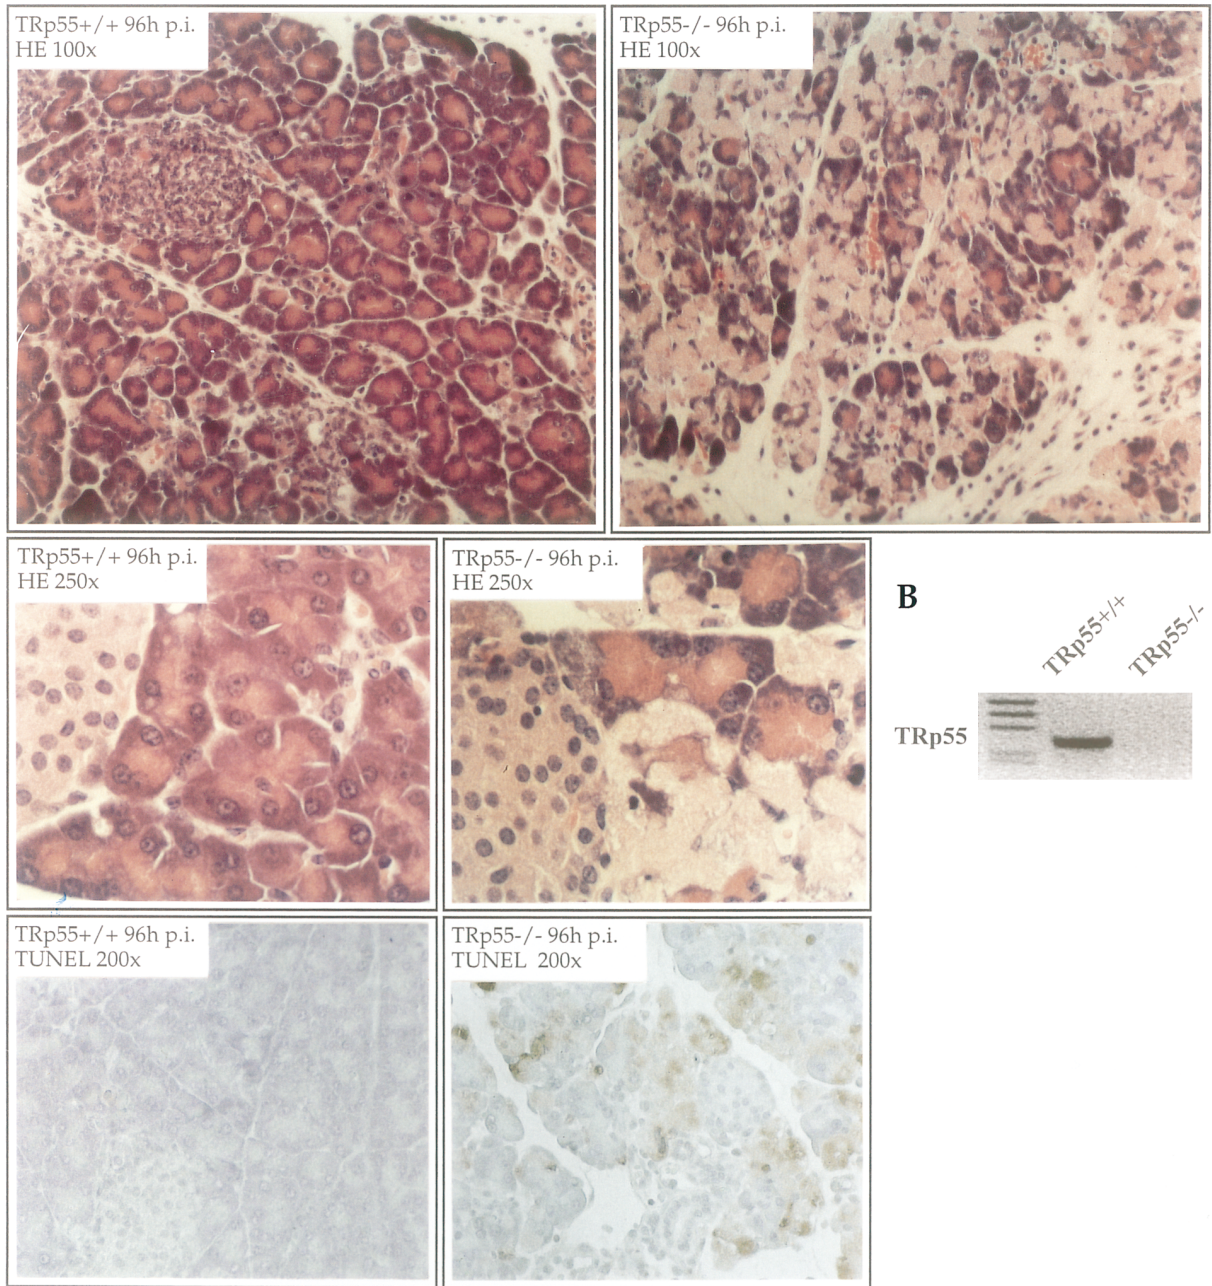 TRp55+/+ 96h p.i.
HE 100x
TRp55-/- 96h p.i.
HE 100x
TRp55+/+ 96h p.i.
HE 250x
TRp55-/- 96h p.i.
HE 250x
B
TRp55+/+
TRp55-/-
TRp55
TRp55+/+ 96h p.i.
TUNEL 200x
TRp55-/- 96h p.i.
TUNEL 200x